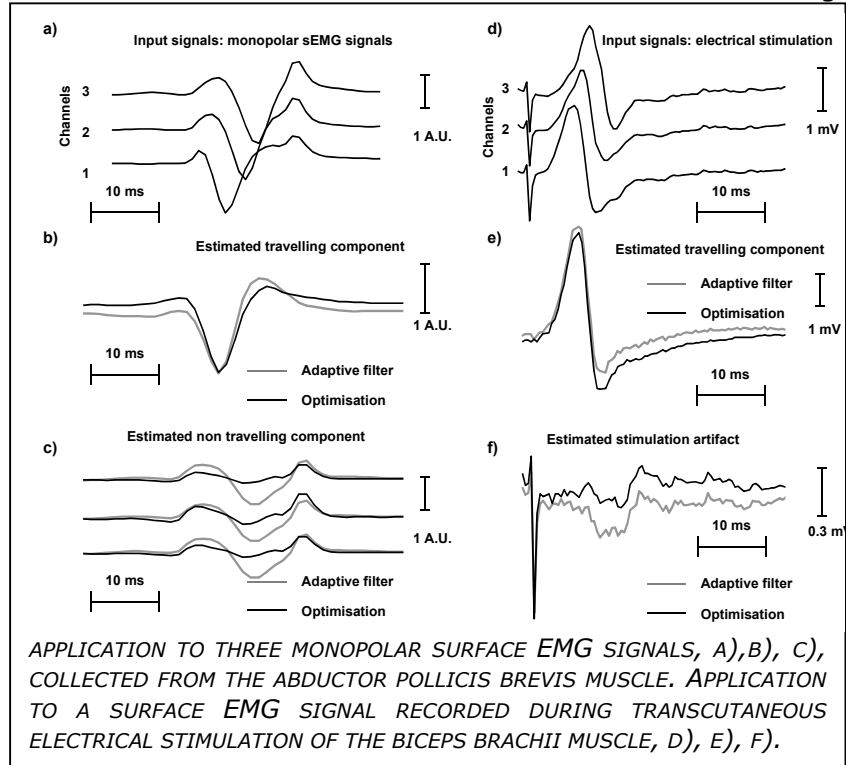 a)
Input signals: monopolar sEMG signals
Channels
3
2
1
1 A.U.
10 ms
b)
Estimated travelling component
1 A.U.
10 ms
Adaptive filter
Optimisation
c)
Estimated non travelling component
1 A.U.
10 ms
Adaptive filter
Optimisation
d)
Input signals: electrical stimulation
Channels
3
2
1
1 mV
10 ms
e)
Estimated travelling component
Adaptive filter
Optimisation
1 mV
10 ms
f)
Estimated stimulation artifact
0.3 mV
10 ms
Adaptive filter
Optimisation
APPLICATION TO THREE MONOPOLAR SURFACE EMG SIGNALS, A),B), C),
COLLECTED FROM THE ABDUCTOR POLLICIS BREVIS MUSCLE. APPLICATION
TO A SURFACE EMG SIGNAL RECORDED DURING TRANSCUTANEOUS
ELECTRICAL STIMULATION OF THE BICEPS BRACHII MUSCLE, D), E), F).